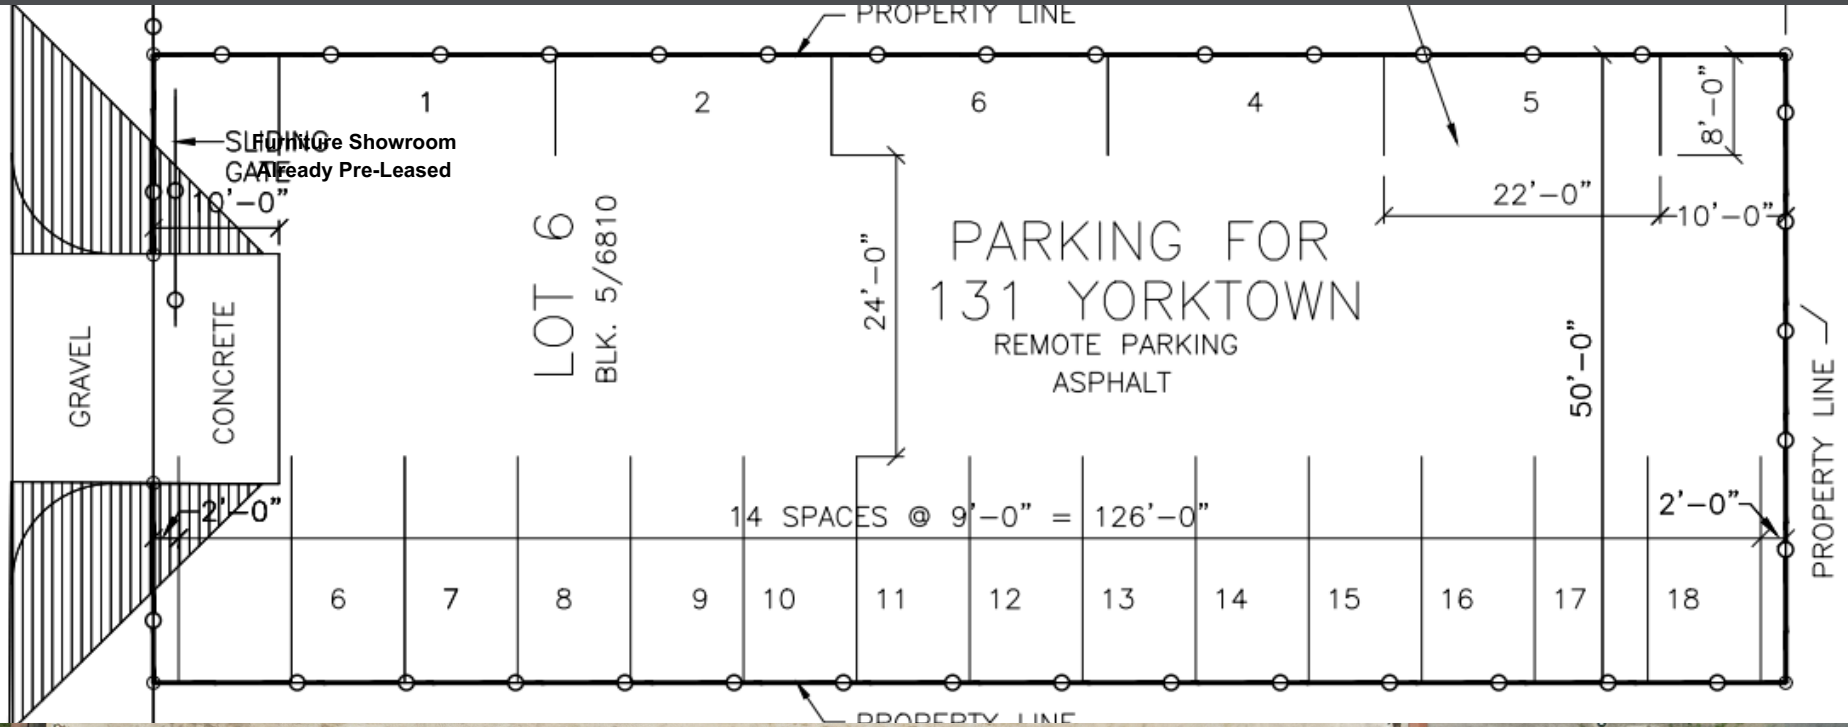 PROPERTY LINE
1
2
6
4
5
8'-0"
SLIDING
GATE
Furniture Showroom
Already Pre-Leased
10'-0"
22'-0"
10'-0"
LOT 6
BLK. 5/6810
24'-0"
PARKING FOR
131 YORKTOWN
REMOTE PARKING
ASPHALT
50'-0"
GRAVEL
CONCRETE
PROPERTY LINE
2'-0"
14 SPACES @ 9'-0" = 126'-0"
2'-0"
6
7
8
9
10
11
12
13
14
15
16
17
18
PROPERTY LINE